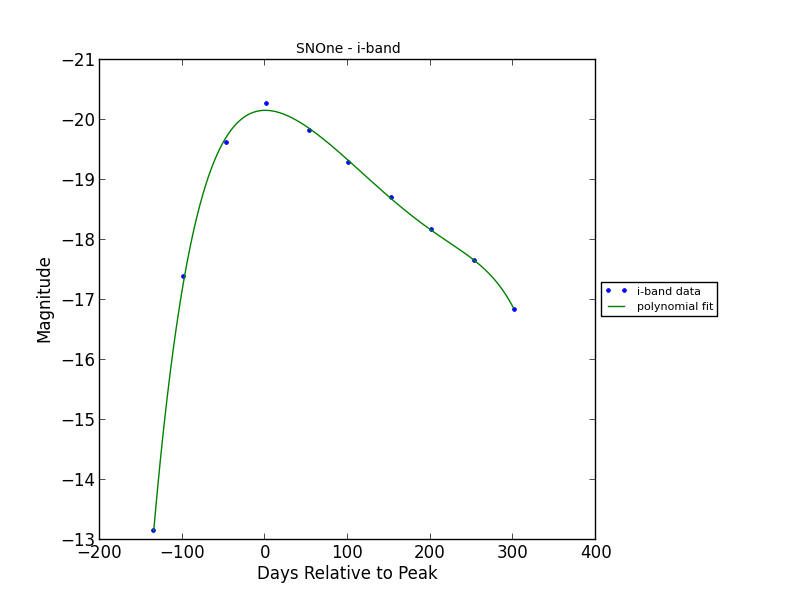 SNOne - i-band
−21
−20
−19
−18
−17
−16
−15
−14
−13
Magnitude
−200 −100 0 100 200 300 400
Days Relative to Peak
i-band data
polynomial fit